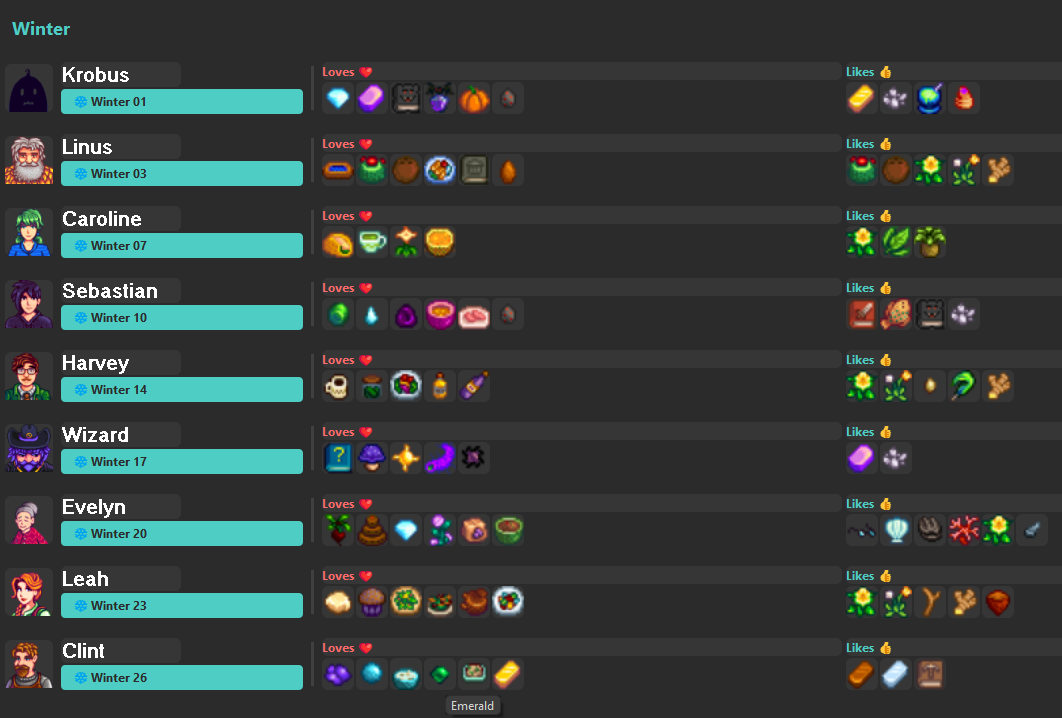 Winter
Krobus
Winter 01
Loves
Likes
Linus
Winter 03
Loves
Likes
Caroline
Winter 07
Loves
Likes
Sebastian
Winter 10
Loves
Likes
Harvey
Winter 14
Loves
Likes
Wizard
Winter 17
Loves
Likes
Evelyn
Winter 20
Loves
Likes
Leah
Winter 23
Loves
Likes
Clint
Winter 26
Loves
Likes
Emerald